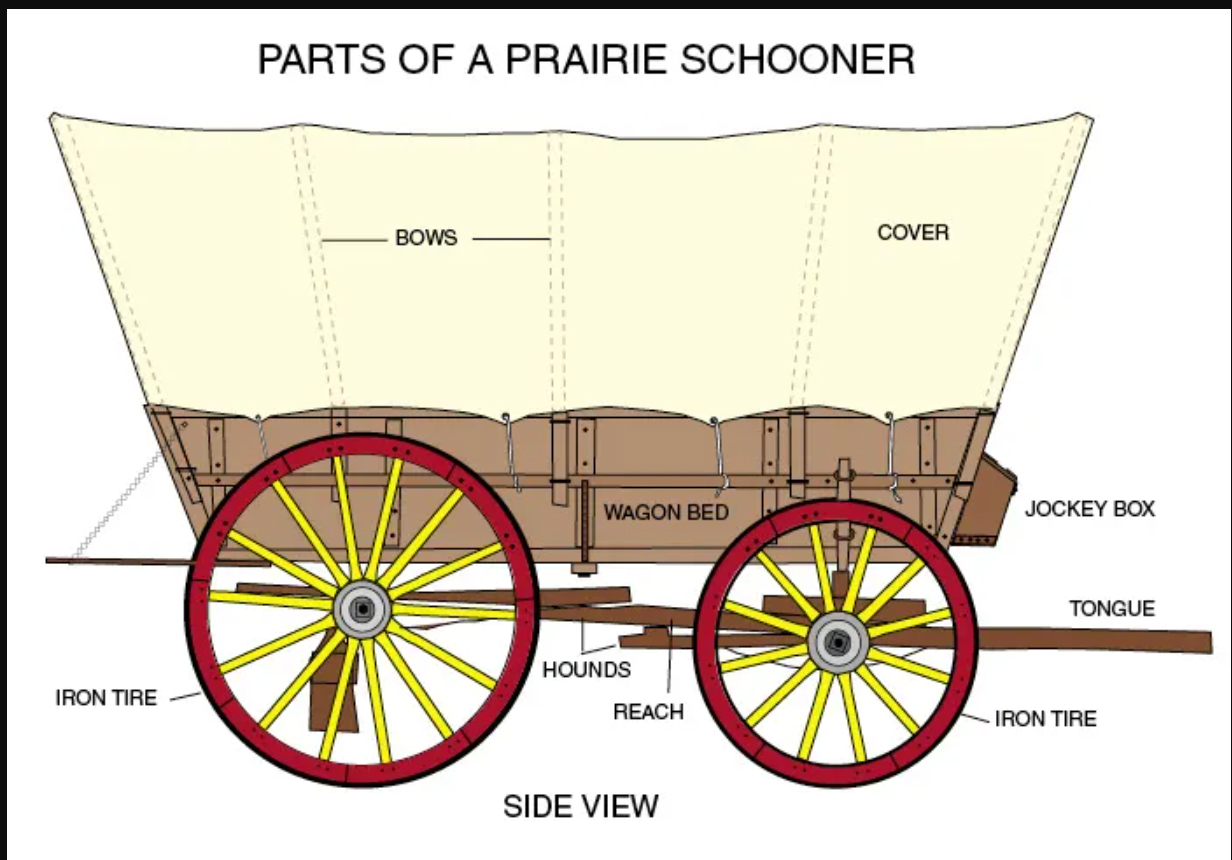 PARTS OF A PRAIRIE SCHOONER
BOWS
COVER
WAGON BED
JOCKEY BOX
TONGUE
HOUNDS
IRON TIRE
REACH
IRON TIRE
SIDE VIEW